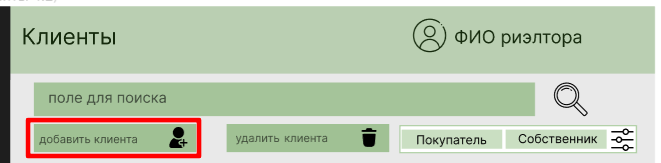 Клиенты
ФИО риэлтора
поле для поиска
добавить клиента
удалить клиента
Покупатель
Собственник